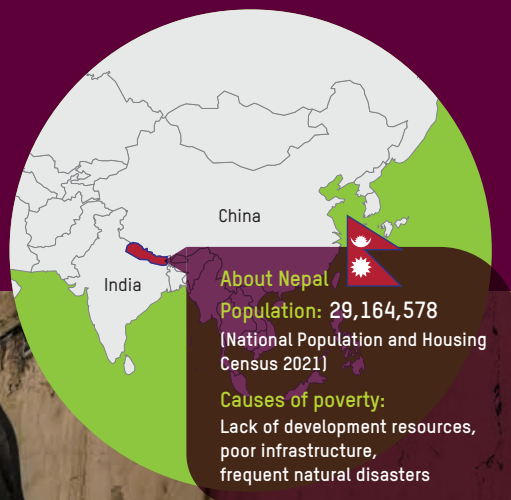 China
India
About Nepal
Population: 29,164,578
(National Population and Housing
Census 2021)
Causes of poverty:
Lack of development resources,
poor infrastructure,
frequent natural disasters